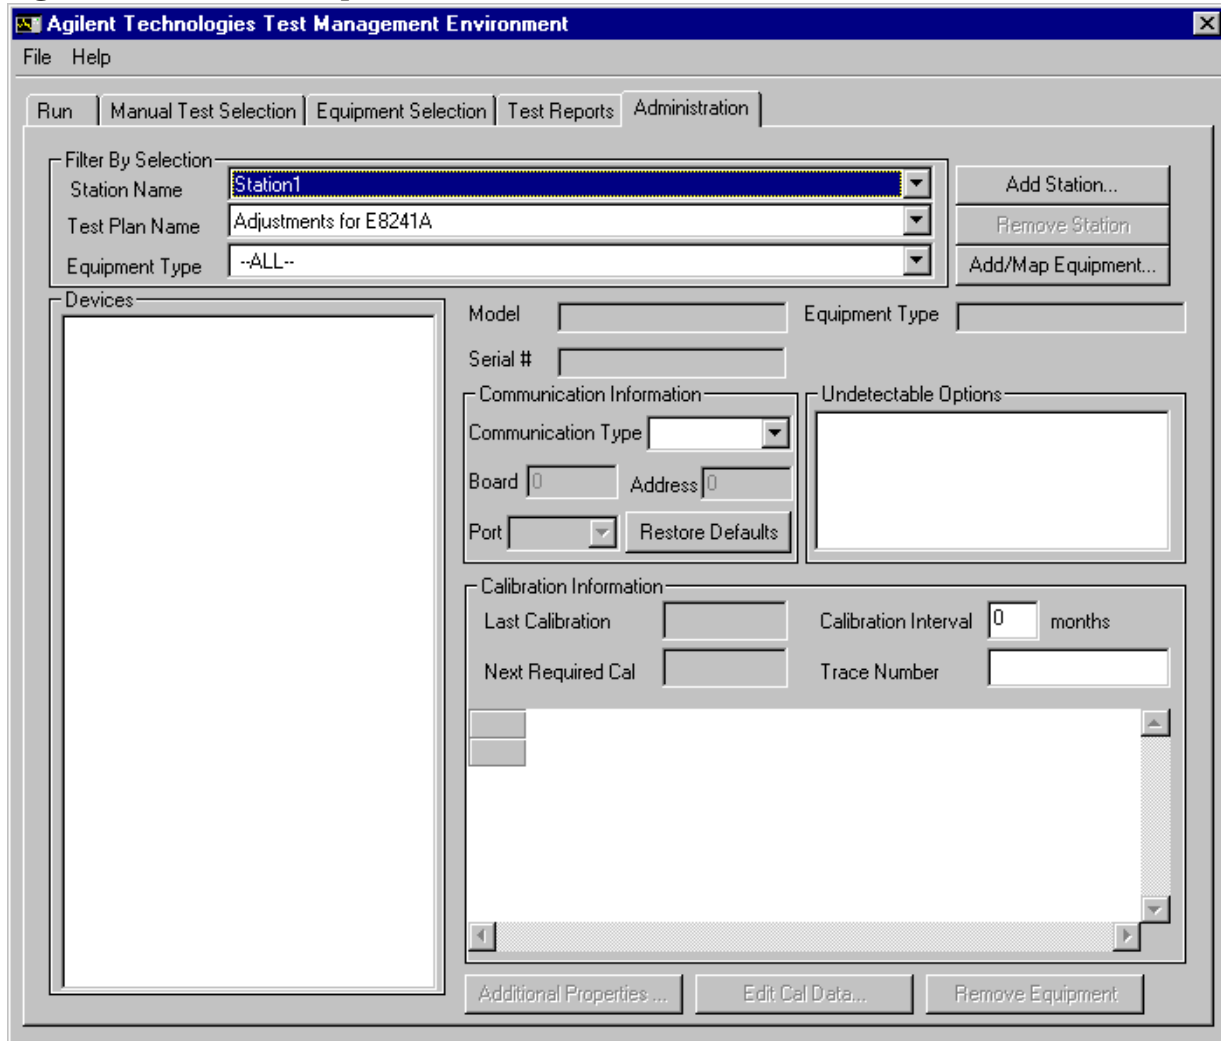 Agilent Technologies Test Management Environment
File Help
Run Manual Test Selection Equipment Selection Test Reports Administration
Filter By Selection
Station Name Station1 Add Station...
Test Plan Name Adjustments for E8241A Remove Station
Equipment Type --ALL-- Add/Map Equipment...
Devices
Model Equipment Type
Serial #
Communication Information Undetectable Options
Communication Type
Board 0 Address 0
Port Restore Defaults
Calibration Information
Last Calibration Calibration Interval 0 months
Next Required Cal Trace Number
Additional Properties ... Edit Cal Data... Remove Equipment